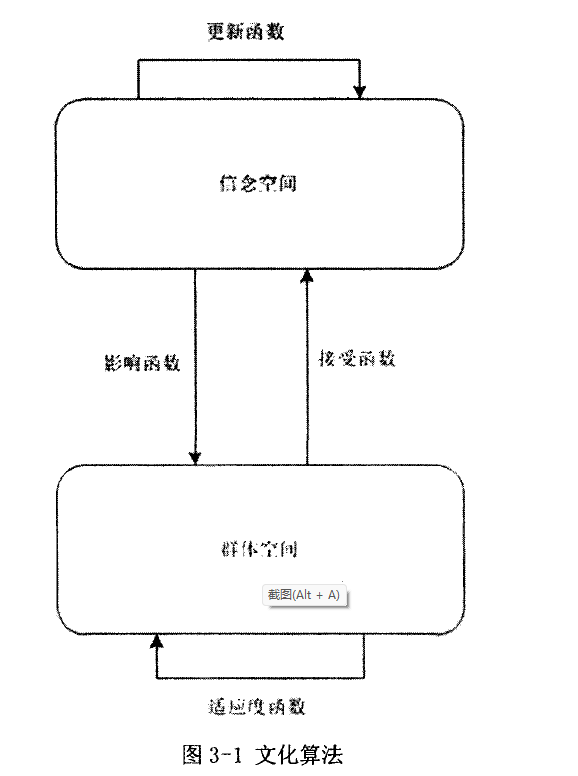 更新函数
信念空间
影响函数
接受函数
群体空间
截图(Alt + A)
适应度函数
图 3-1 文化算法